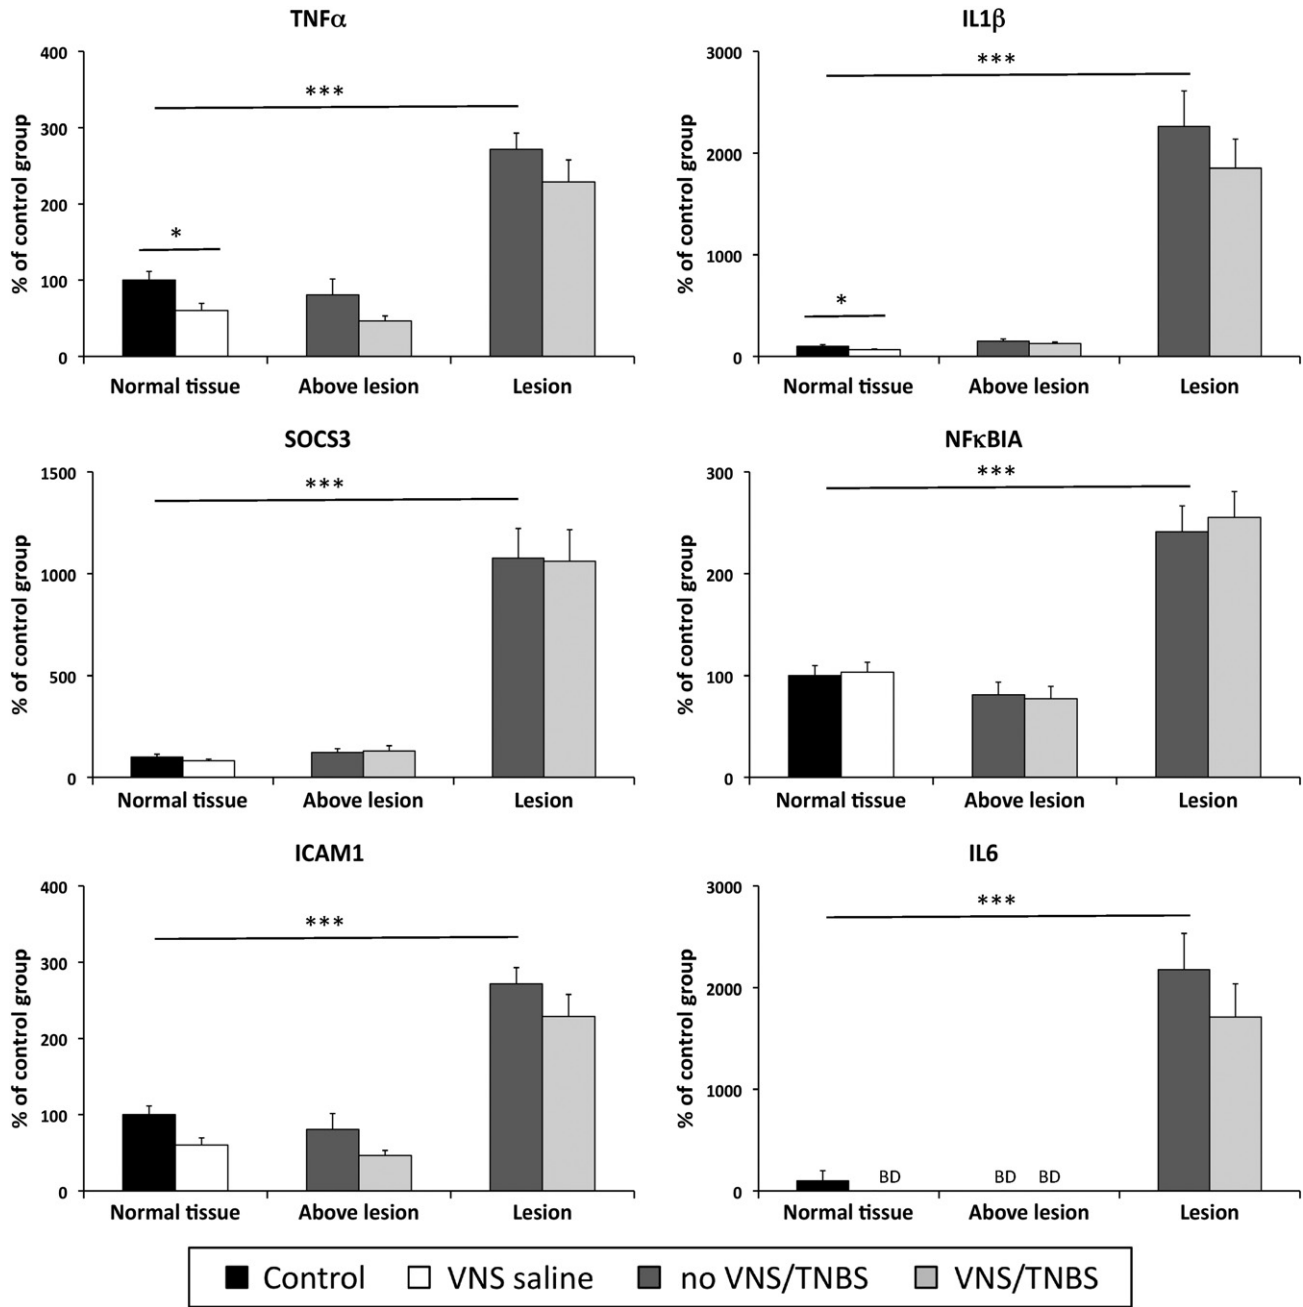 TNFα
% of control group
400
300
200
100
0
***
*
Normal tissue Above lesion Lesion
IL1β
% of control group
3000
2000
1000
0
***
*
Normal tissue Above lesion Lesion
SOCS3
% of control group
1500
1000
500
0
***
Normal tissue Above lesion Lesion
NFκBIA
% of control group
300
200
100
0
***
Normal tissue Above lesion Lesion
ICAM1
% of control group
400
300
200
100
0
***
Normal tissue Above lesion Lesion
IL6
% of control group
3000
2000
1000
0
***
BD BD BD
Normal tissue Above lesion Lesion
Control VNS saline no VNS/TNBS VNS/TNBS